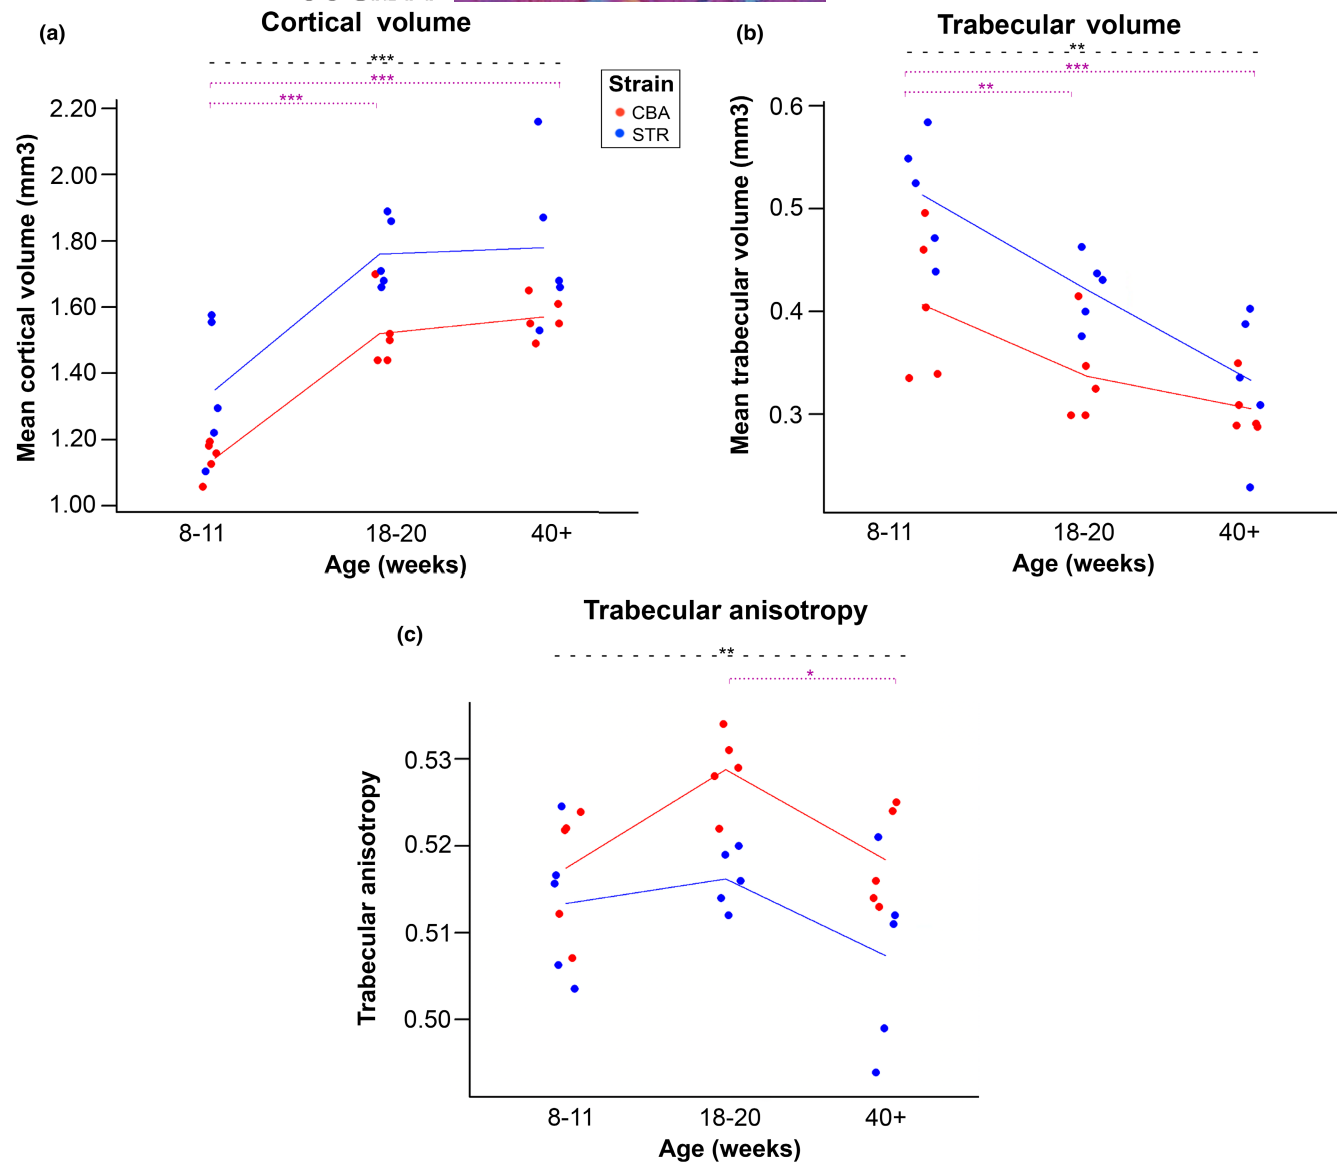 Cortical volume
(a)
***
***
***
Strain
CBA
STR
2.20
2.00
1.80
1.60
1.40
1.20
1.00
Mean cortical volume (mm3)
8-11
18-20
40+
Age (weeks)
Trabecular volume
(b)
**
***
**
0.6
0.5
0.4
0.3
Mean trabecular volume (mm3)
8-11
18-20
40+
Age (weeks)
Trabecular anisotropy
(c)
**
*
0.53
0.52
0.51
0.50
Trabecular anisotropy
8-11
18-20
40+
Age (weeks)